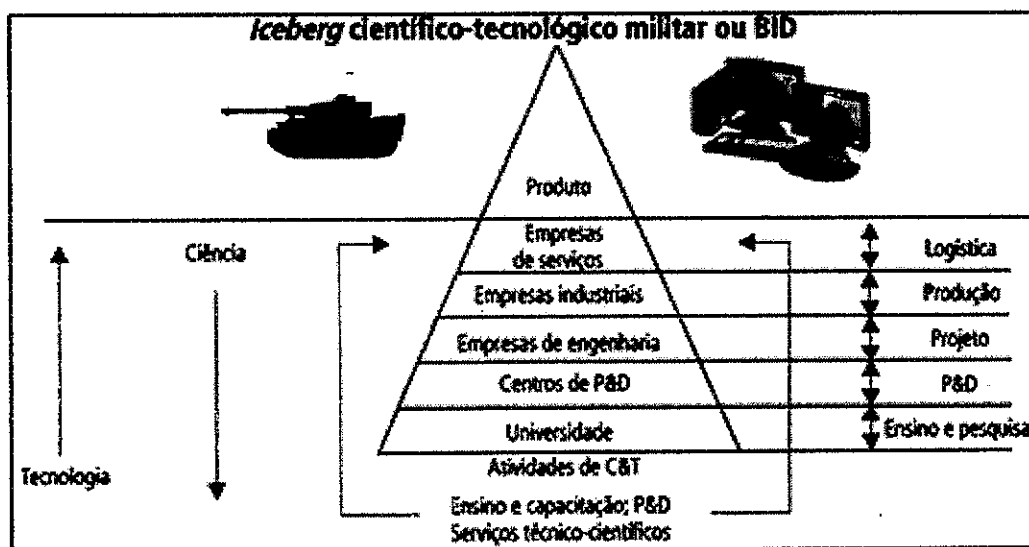 Iceberg científico-tecnológico militar ou BID
Produto
Ciência
Empresas
de serviços
Logística
Empresas industriais
Produção
Empresas de engenharia
Projeto
Centros de P&D
P&D
Universidade
Ensino e pesquisa
Tecnologia
Atividades de C&T
Ensino e capacitação; P&D
Serviços técnico-científicos